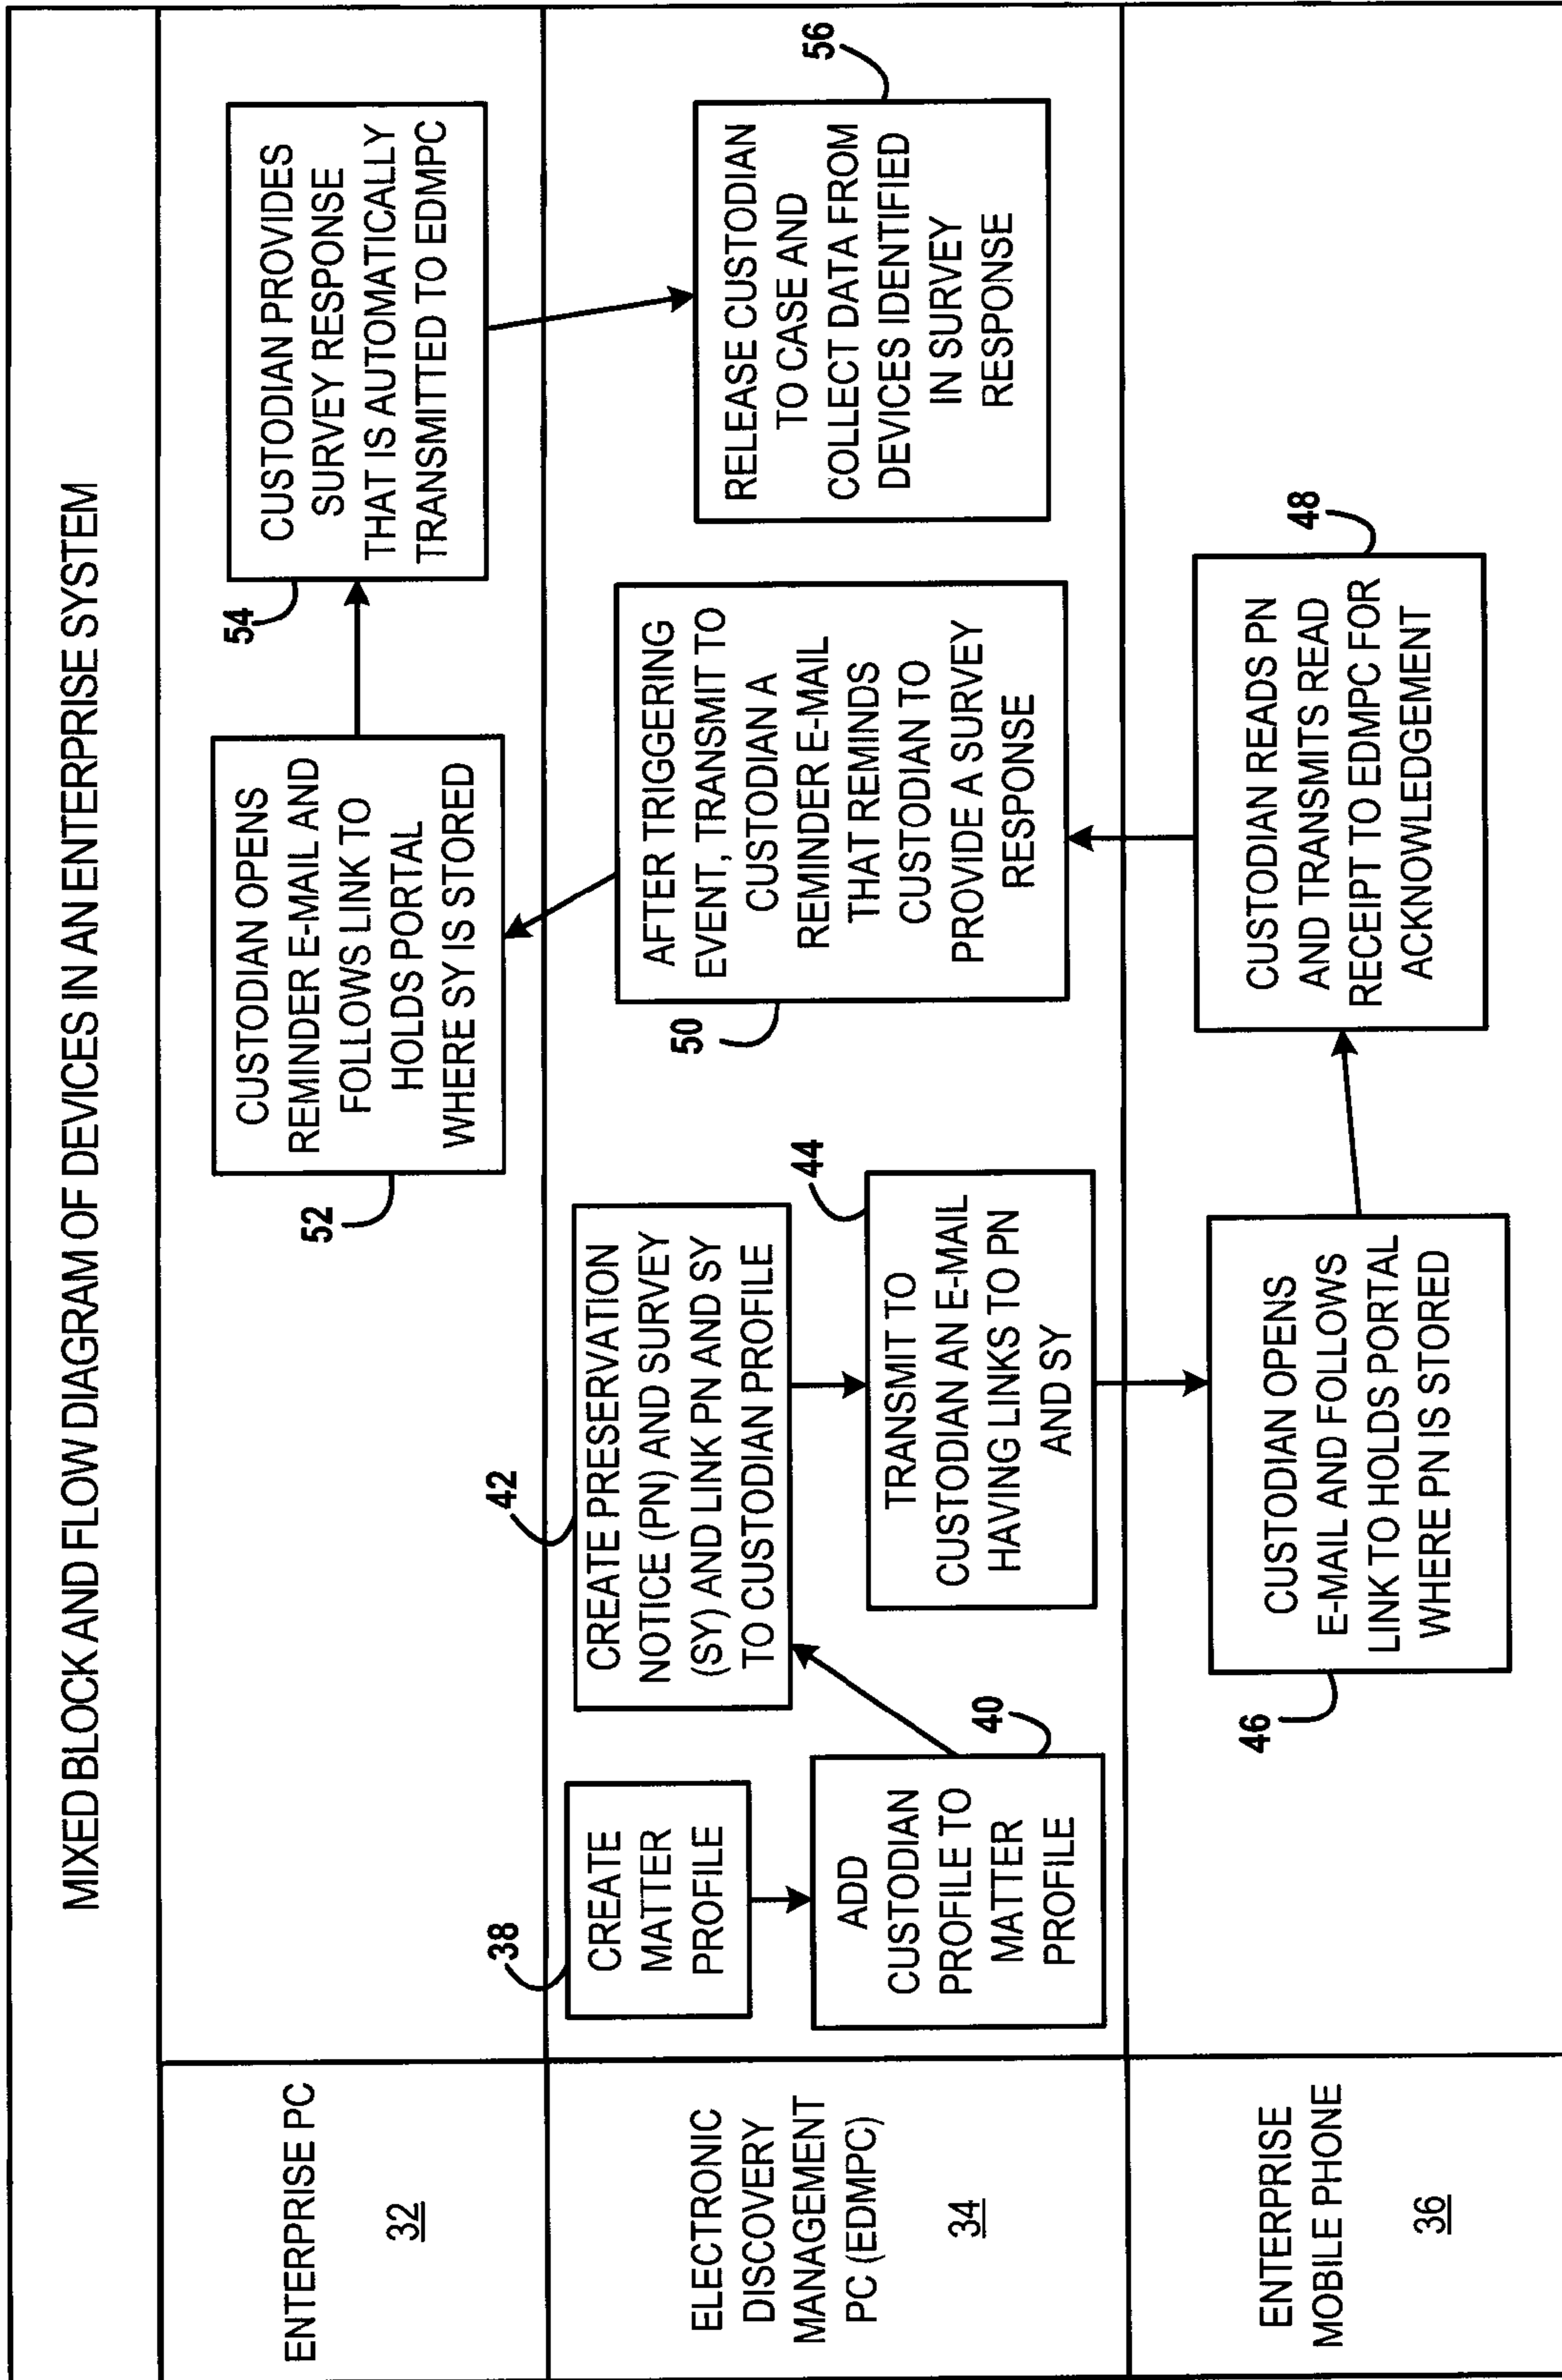 MIXED BLOCK AND FLOW DIAGRAM OF DEVICES IN AN ENTERPRISE SYSTEM
ENTERPRISE PC
32
52
CUSTODIAN OPENS
REMINDER E-MAIL AND
FOLLOWS LINK TO
HOLDS PORTAL
WHERE SY IS STORED
54
CUSTODIAN PROVIDES
SURVEY RESPONSE
THAT IS AUTOMATICALLY
TRANSMITTED TO EDMPC
ELECTRONIC
DISCOVERY
MANAGEMENT
PC (EDMPC)
34
38
CREATE
MATTER
PROFILE
40
ADD
CUSTODIAN
PROFILE TO
MATTER
PROFILE
42
CREATE PRESERVATION
NOTICE (PN) AND SURVEY
(SY) AND LINK PN AND SY
TO CUSTODIAN PROFILE
44
TRANSMIT TO
CUSTODIAN AN E-MAIL
HAVING LINKS TO PN
AND SY
50
AFTER TRIGGERING
EVENT, TRANSMIT TO
CUSTODIAN A
REMINDER E-MAIL
THAT REMINDS
CUSTODIAN TO
PROVIDE A SURVEY
RESPONSE
56
RELEASE CUSTODIAN
TO CASE AND
COLLECT DATA FROM
DEVICES IDENTIFIED
IN SURVEY
RESPONSE
ENTERPRISE
MOBILE PHONE
36
46
CUSTODIAN OPENS
E-MAIL AND FOLLOWS
LINK TO HOLDS PORTAL
WHERE PN IS STORED
48
CUSTODIAN READS PN
AND TRANSMITS READ
RECEIPT TO EDMPC FOR
ACKNOWLEDGEMENT